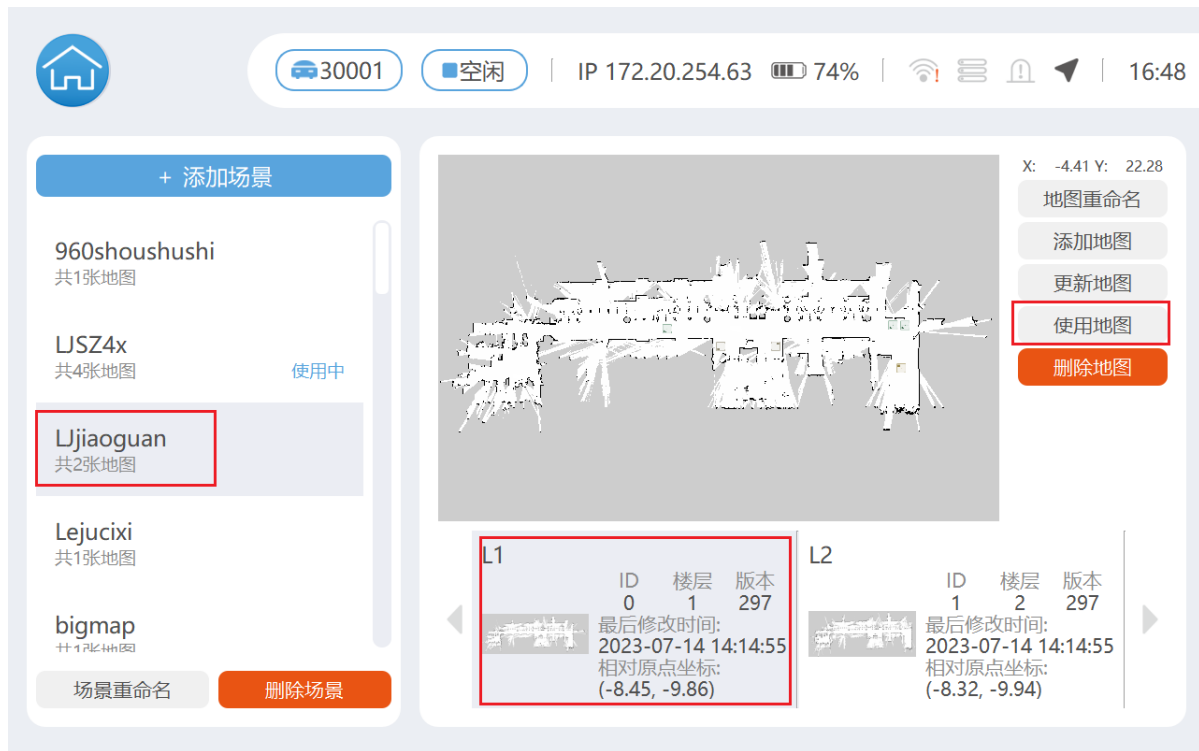 30001
空闲
IP 172.20.254.63
74%
16:48
+ 添加场景
960shoushushi
共1张地图
LJSZ4x
共4张地图
使用中
LJjiaoguan
共2张地图
Lejucixi
共1张地图
bigmap
共1张地图
场景重命名
删除场景
X: -4.41 Y: 22.28
地图重命名
添加地图
更新地图
使用地图
删除地图
L1
ID 楼层 版本
0 1 297
最后修改时间:
2023-07-14 14:14:55
相对原点坐标:
(-8.45, -9.86)
L2
ID 楼层 版本
1 2 297
最后修改时间:
2023-07-14 14:14:55
相对原点坐标:
(-8.32, -9.94)